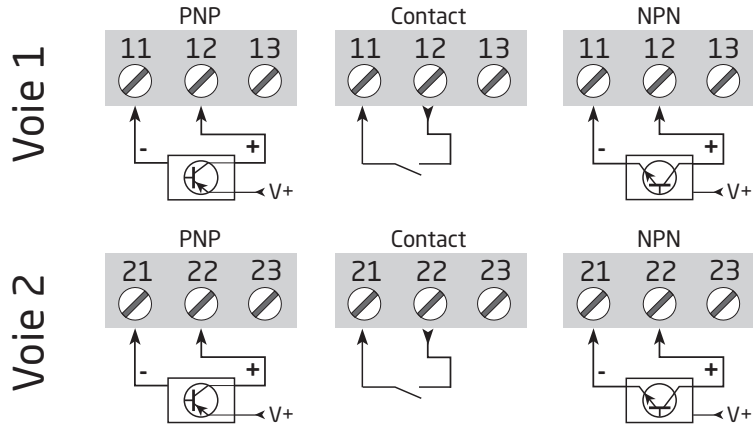 Voie 1
PNP
Contact
NPN
11 12 13
11 12 13
11 12 13
- +
- +
V+
V+
Voie 2
PNP
Contact
NPN
21 22 23
21 22 23
21 22 23
- +
- +
V+
V+